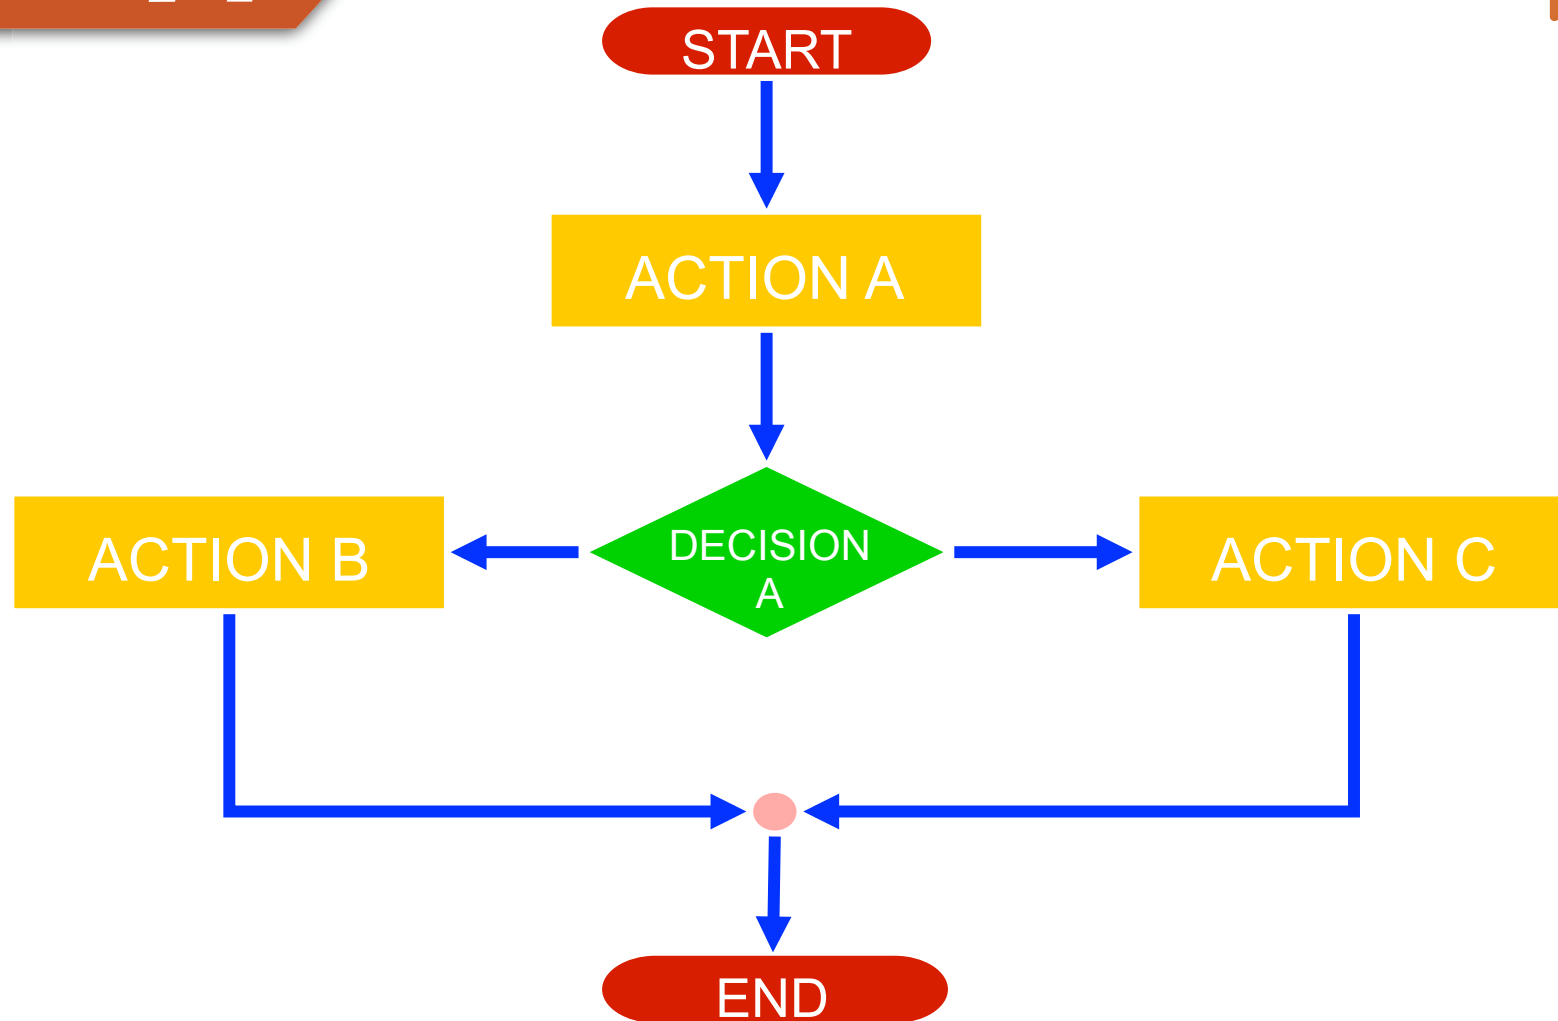 START
ACTION A
ACTION B
DECISION
A
ACTION C
END